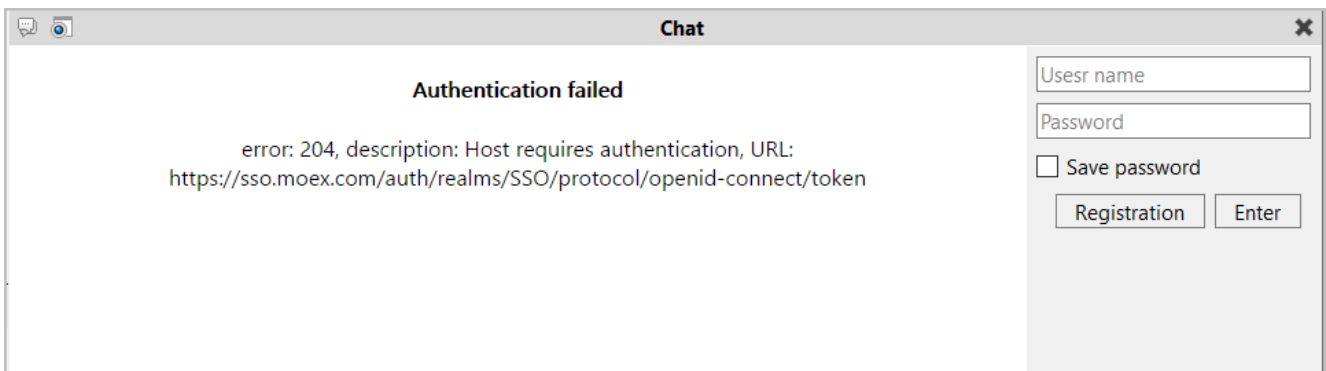 Chat
Authentication failed
error: 204, description: Host requires authentication, URL:
https://sso.moex.com/auth/realms/SSO/protocol/openid-connect/token
Usesr name
Password
Save password
Registration Enter